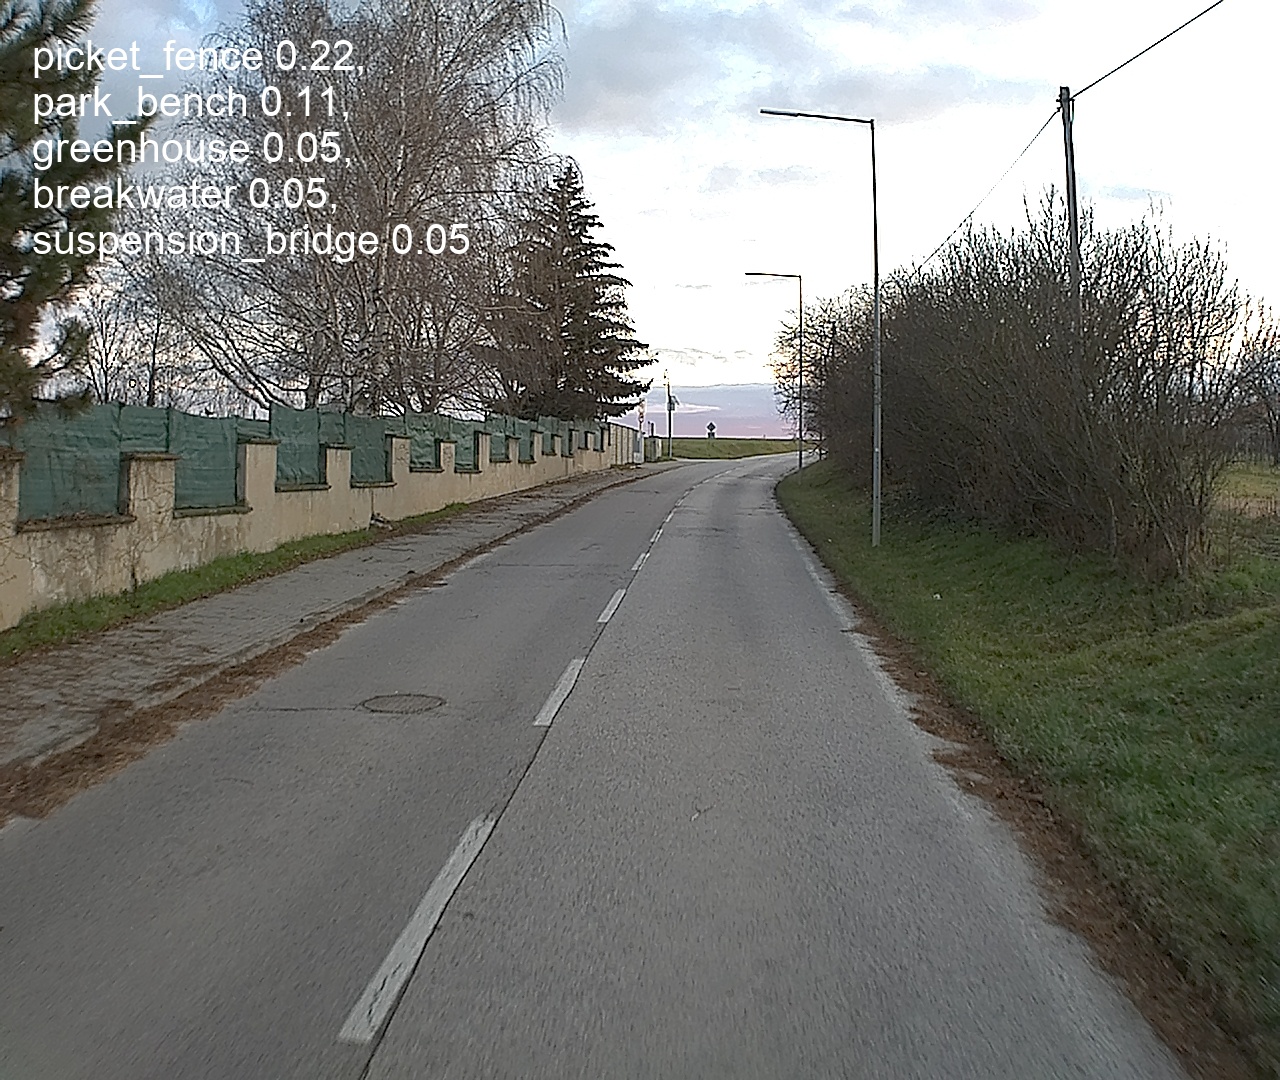 picket_fence 0.22,
park_bench 0.11,
greenhouse 0.05,
breakwater 0.05,
suspension_bridge 0.05